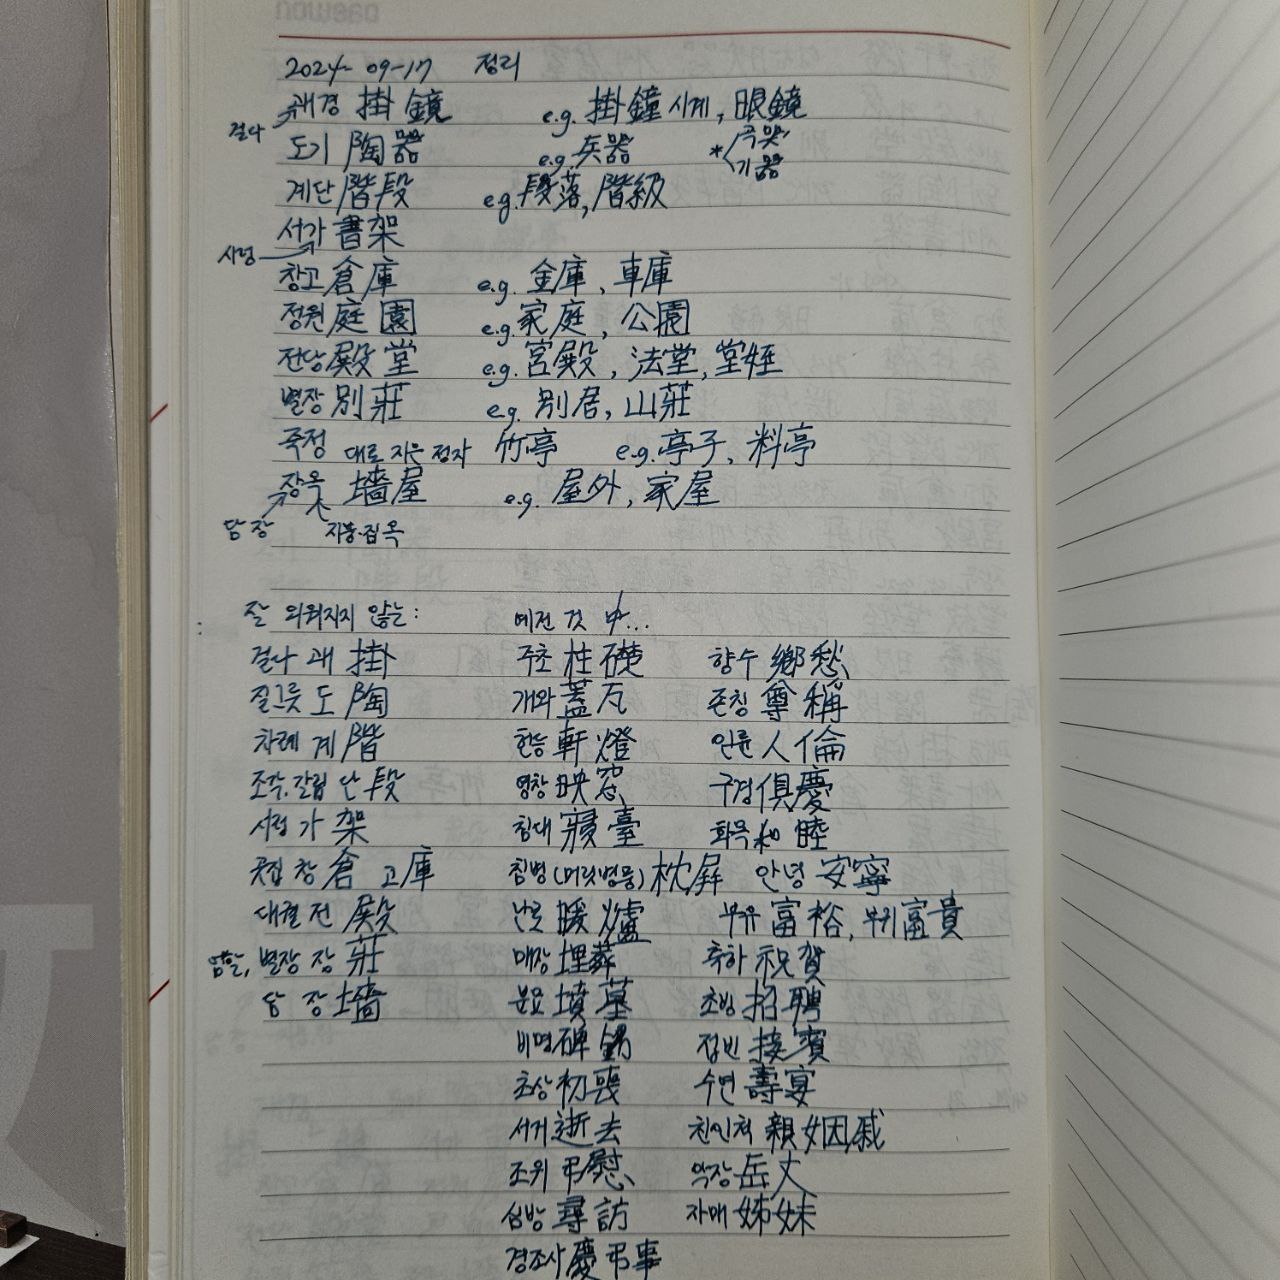 2024-09-17 정리
괘경 掛鏡 e.g. 掛鐘시계, 眼鏡
걸다
도기 陶器 e.g. 兵器 * 곡哭
기器
계단 階段 e.g. 段落, 階級
서가 書架
시렁
창고 倉庫 e.g. 金庫, 車庫
정원 庭園 e.g. 家庭, 公園
전당 殿堂 e.g. 宮殿, 法堂, 堂姪
별장 別莊 e.g. 別居, 山莊
죽정 대로 지은 정자 竹亭 e.g. 亭子, 料亭
장옥 墻屋 e.g. 屋外, 家屋
담 장 지붕·집 옥
잘 외워지지 않는: 예전 것 中...
걸다 괘 掛 주초 柱礎 향수 鄕愁
질그릇 도 陶 개와 蓋瓦 존칭 尊稱
차례 계 階 헌등 軒燈 인륜 人倫
조각, 갈림 단 段 영창 映窓 구경 俱慶
시렁 가 架 침대 寢臺 화목 和睦
곳집 창 倉 고 庫 침병 (머릿병풍) 枕屛 안녕 安寧
대궐 전 殿 난로 煖爐 부유 富裕, 부귀 富貴
엄할, 별장 장 莊 매장 埋葬 축하 祝賀
담 장 墻 분묘 墳墓 초빙 招聘
비명 碑銘 접빈 接賓
초상 初喪 수연 壽宴
서거 逝去 친인척 親姻戚
조위 弔慰 악장 岳丈
심방 尋訪 자매 姉妹
경조사 慶弔事